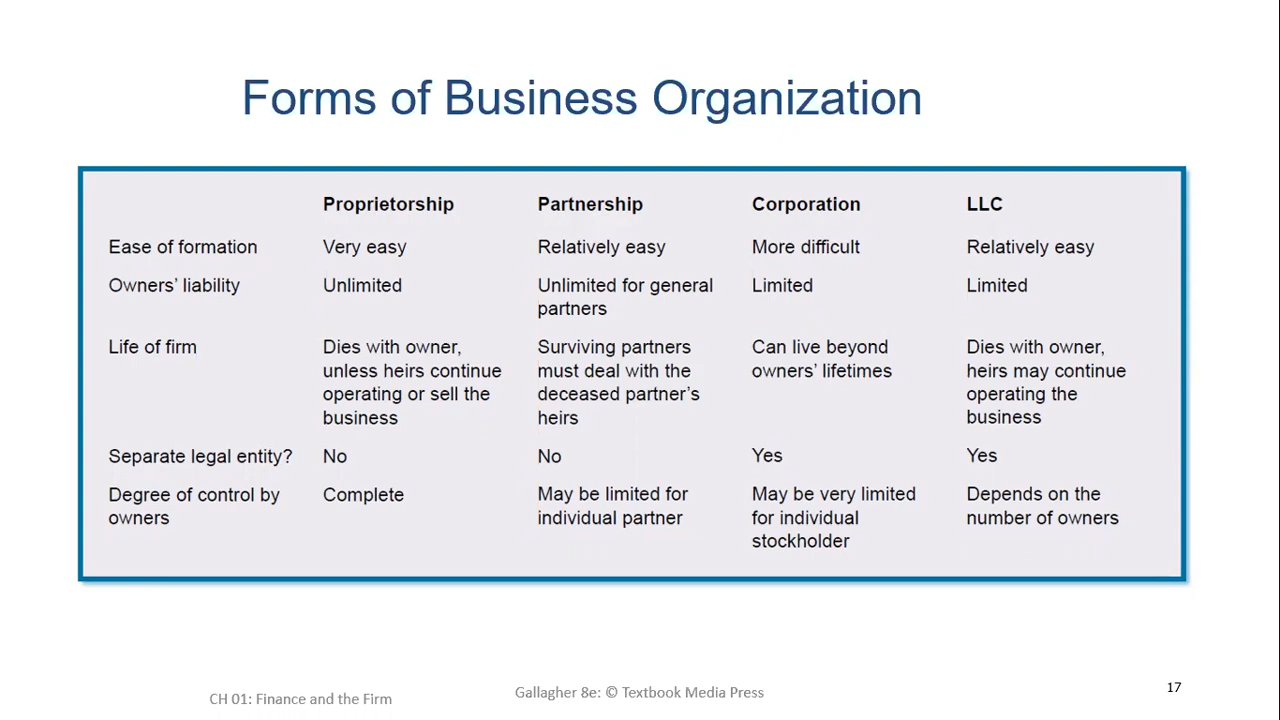 Forms of Business Organization
Proprietorship Partnership Corporation LLC
Ease of formation Very easy Relatively easy More difficult Relatively easy
Owners’ liability Unlimited Unlimited for general Limited Limited
partners
Life of firm Dies with owner, Surviving partners Can live beyond Dies with owner,
unless heirs continue must deal with the owners’ lifetimes heirs may continue
operating or sell the deceased partner’s operating the
business heirs business
Separate legal entity? No No Yes Yes
Degree of control by Complete May be limited for May be very limited Depends on the
owners individual partner for individual number of owners
stockholder
CH 01: Finance and the Firm Gallagher 8e: © Textbook Media Press 17